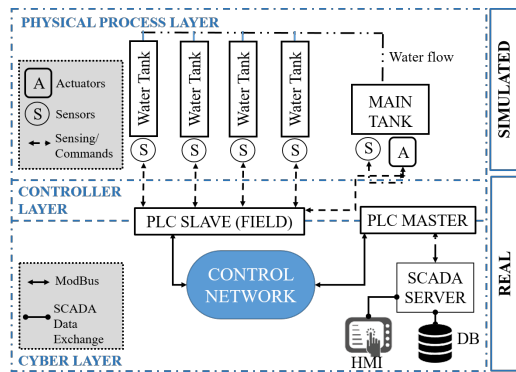 PHYSICAL PROCESS LAYER
Water flow
Water Tank
Water Tank
Water Tank
Water Tank
MAIN
TANK
A
Actuators
S
Sensors
Sensing/
Commands
S
S
S
S
S
A
SIMULATED
CONTROLLER
LAYER
PLC SLAVE (FIELD)
PLC MASTER
REAL
CONTROL
NETWORK
SCADA
SERVER
ModBus
SCADA
Data
Exchange
HMI
DB
CYBER LAYER